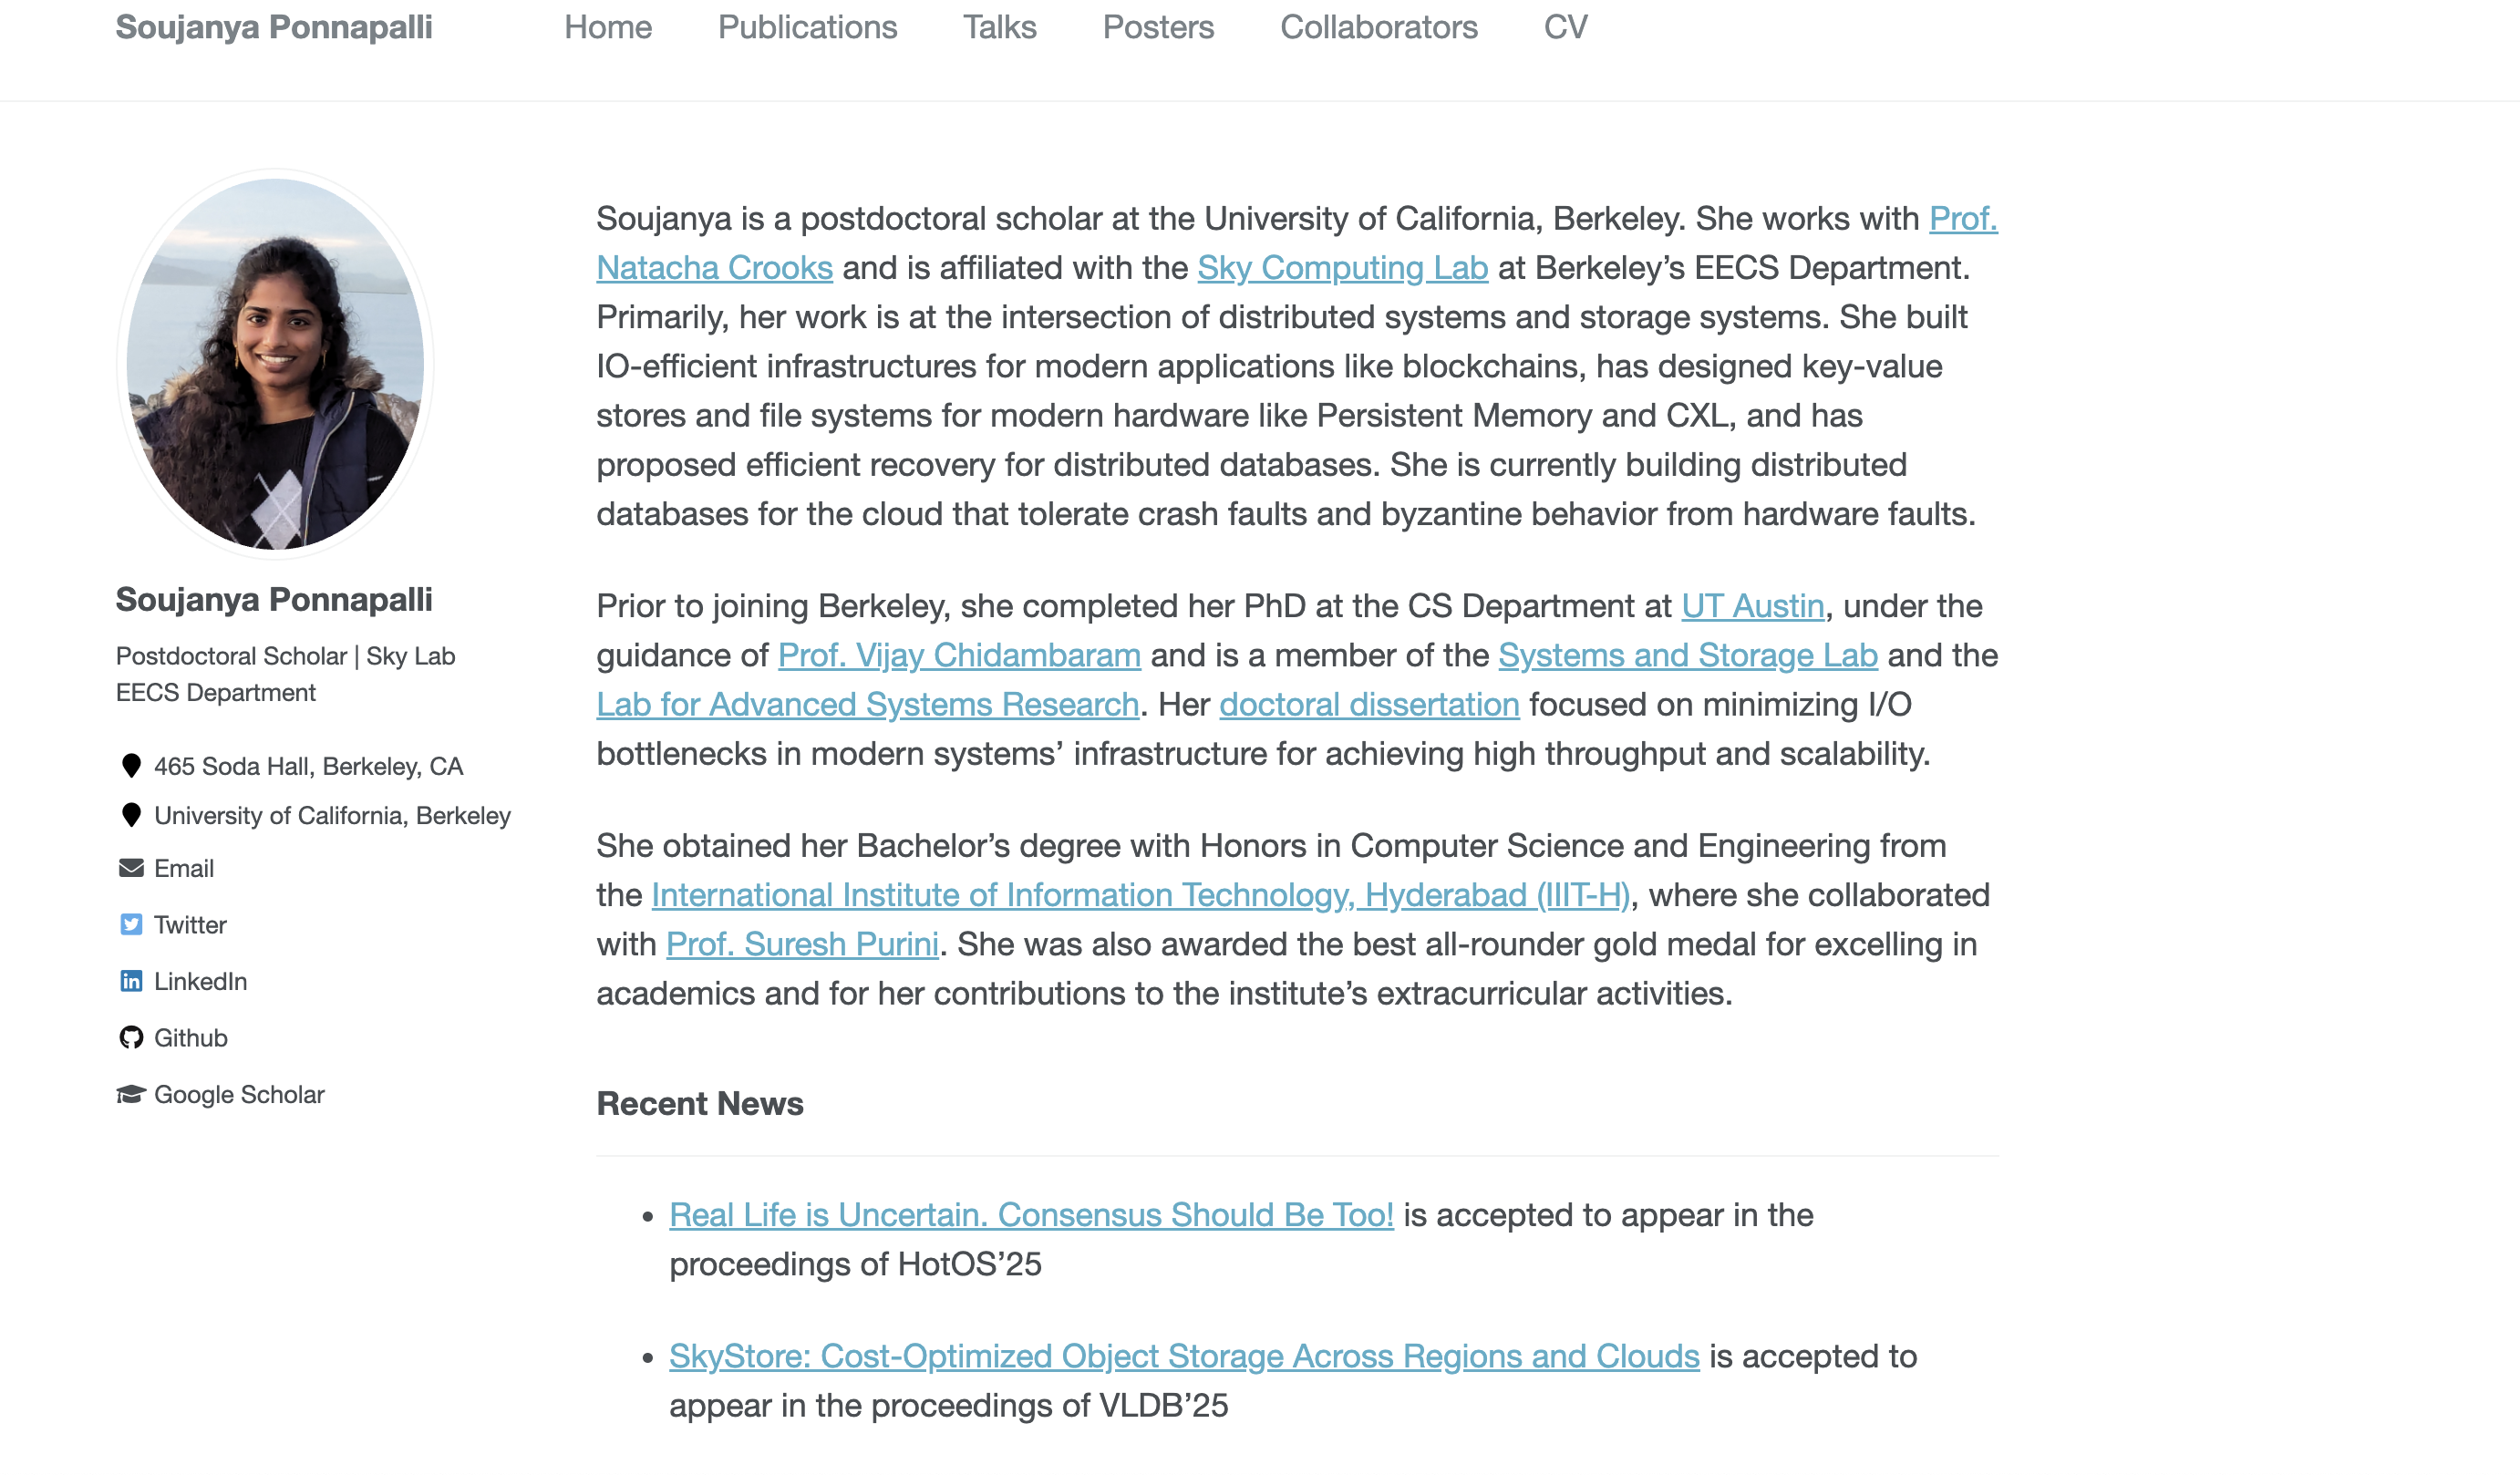 Soujanya Ponnapalli Home Publications Talks Posters Collaborators CV
Soujanya Ponnapalli
Postdoctoral Scholar | Sky Lab
EECS Department
465 Soda Hall, Berkeley, CA
University of California, Berkeley
Email
Twitter
LinkedIn
Github
Google Scholar
Soujanya is a postdoctoral scholar at the University of California, Berkeley. She works with Prof.
Natacha Crooks and is affiliated with the Sky Computing Lab at Berkeley’s EECS Department.
Primarily, her work is at the intersection of distributed systems and storage systems. She built
IO-efficient infrastructures for modern applications like blockchains, has designed key-value
stores and file systems for modern hardware like Persistent Memory and CXL, and has
proposed efficient recovery for distributed databases. She is currently building distributed
databases for the cloud that tolerate crash faults and byzantine behavior from hardware faults.
Prior to joining Berkeley, she completed her PhD at the CS Department at UT Austin, under the
guidance of Prof. Vijay Chidambaram and is a member of the Systems and Storage Lab and the
Lab for Advanced Systems Research. Her doctoral dissertation focused on minimizing I/O
bottlenecks in modern systems’ infrastructure for achieving high throughput and scalability.
She obtained her Bachelor’s degree with Honors in Computer Science and Engineering from
the International Institute of Information Technology, Hyderabad (IIIT-H), where she collaborated
with Prof. Suresh Purini. She was also awarded the best all-rounder gold medal for excelling in
academics and for her contributions to the institute’s extracurricular activities.
Recent News
• Real Life is Uncertain. Consensus Should Be Too! is accepted to appear in the
proceedings of HotOS’25
• SkyStore: Cost-Optimized Object Storage Across Regions and Clouds is accepted to
appear in the proceedings of VLDB’25